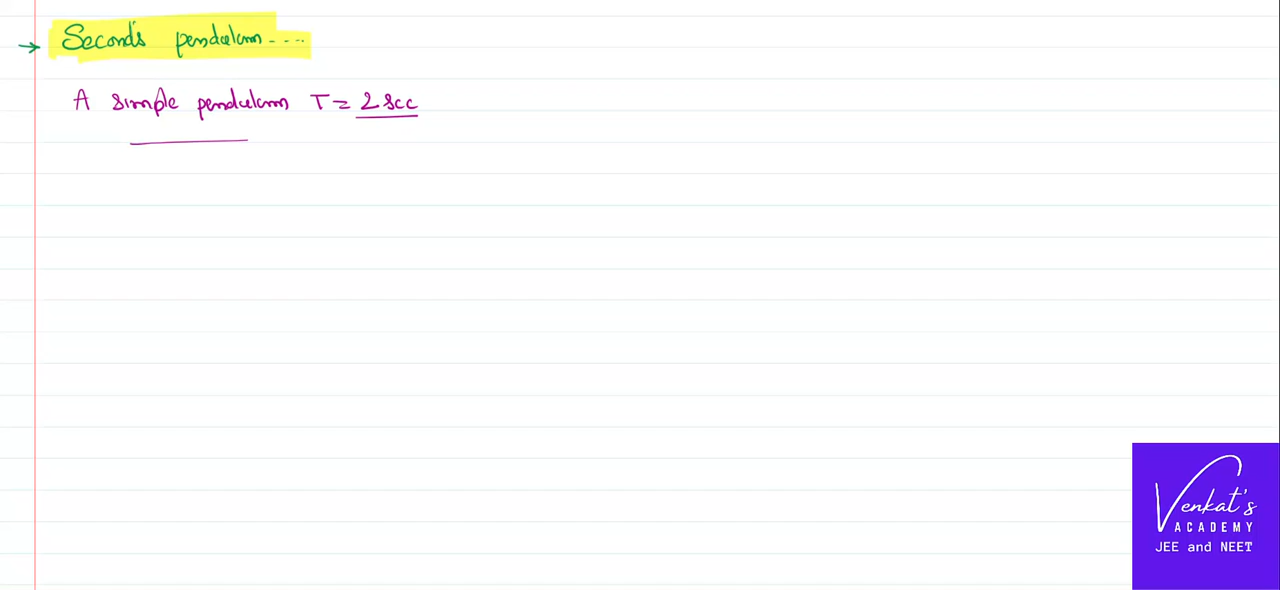 → Second's pendulum ....
A simple pendulum T = 2 sec
Venkat's
ACADEMY
JEE and NEET